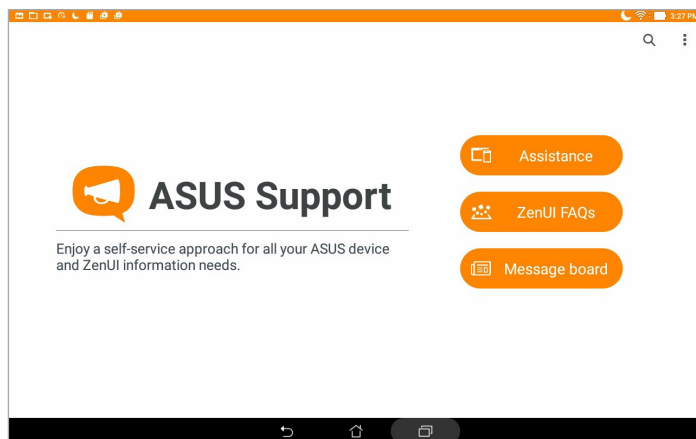 3:27 PM
ASUS Support
Enjoy a self-service approach for all your ASUS device
and ZenUI information needs.
Assistance
ZenUI FAQs
Message board